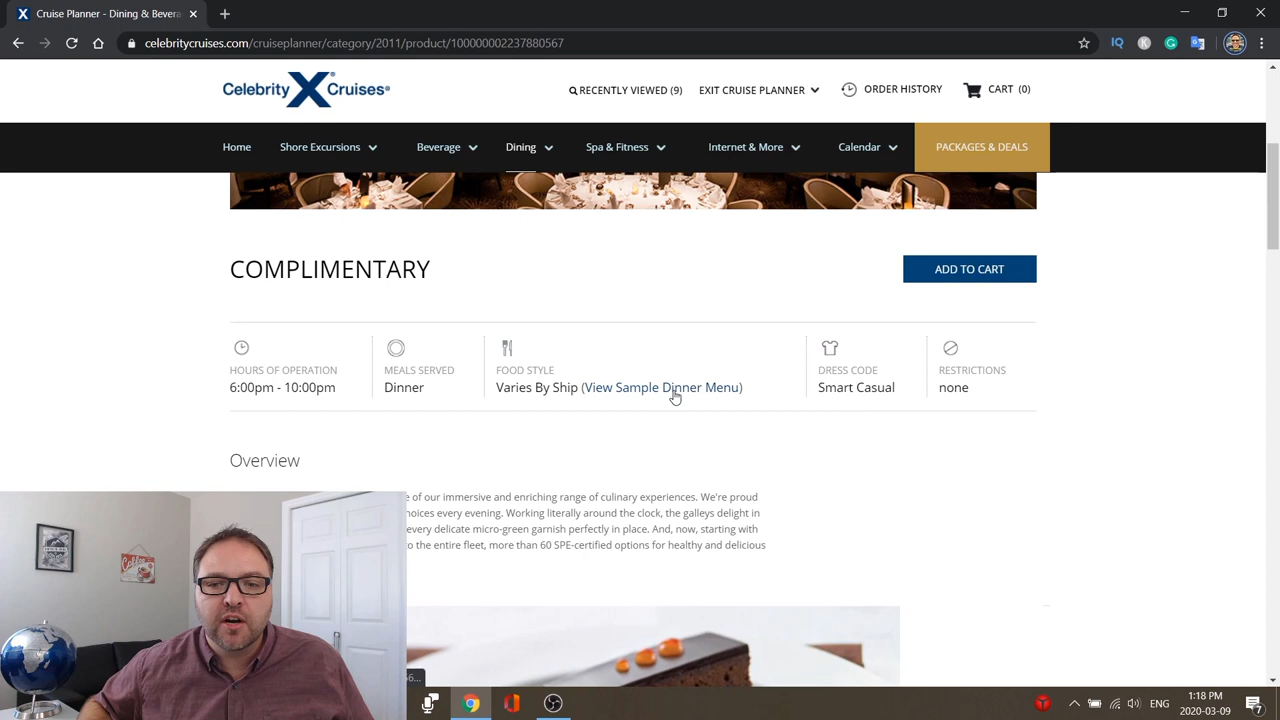 Cruise Planner - Dining & Bevera
celebritycruises.com/cruiseplanner/category/2011/product/100000002237880567
Celebrity X Cruises®
RECENTLY VIEWED (9)
EXIT CRUISE PLANNER
ORDER HISTORY
CART (0)
Home
Shore Excursions
Beverage
Dining
Spa & Fitness
Internet & More
Calendar
PACKAGES & DEALS
COMPLIMENTARY
ADD TO CART
HOURS OF OPERATION
6:00pm - 10:00pm
MEALS SERVED
Dinner
FOOD STYLE
Varies By Ship (View Sample Dinner Menu)
DRESS CODE
Smart Casual
RESTRICTIONS
none
Overview
e of our immersive and enriching range of culinary experiences. We're proud
hoices every evening. Working literally around the clock, the galleys delight in
every delicate micro-green garnish perfectly in place. And, now, starting with
to the entire fleet, more than 60 SPE-certified options for healthy and delicious
Coffee
56...
ENG
1:18 PM
2020-03-09
7